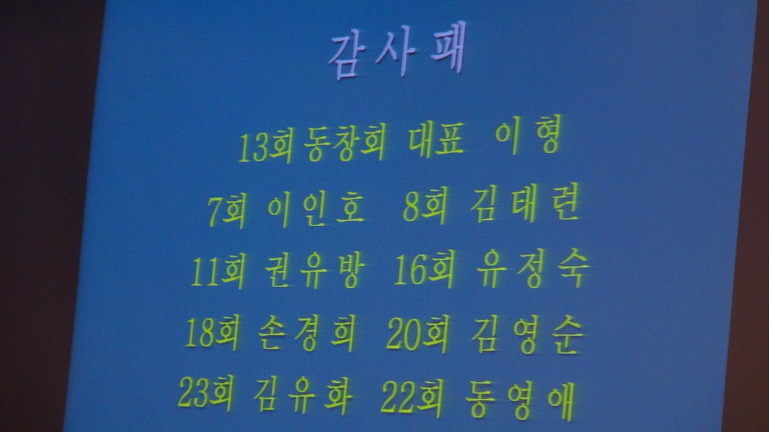 감사패
13회 동창회 대표 이형
7회 이인호 8회 김태련
11회 권유방 16회 유정숙
18회 손경희 20회 김영순
23회 김유화 22회 동영애